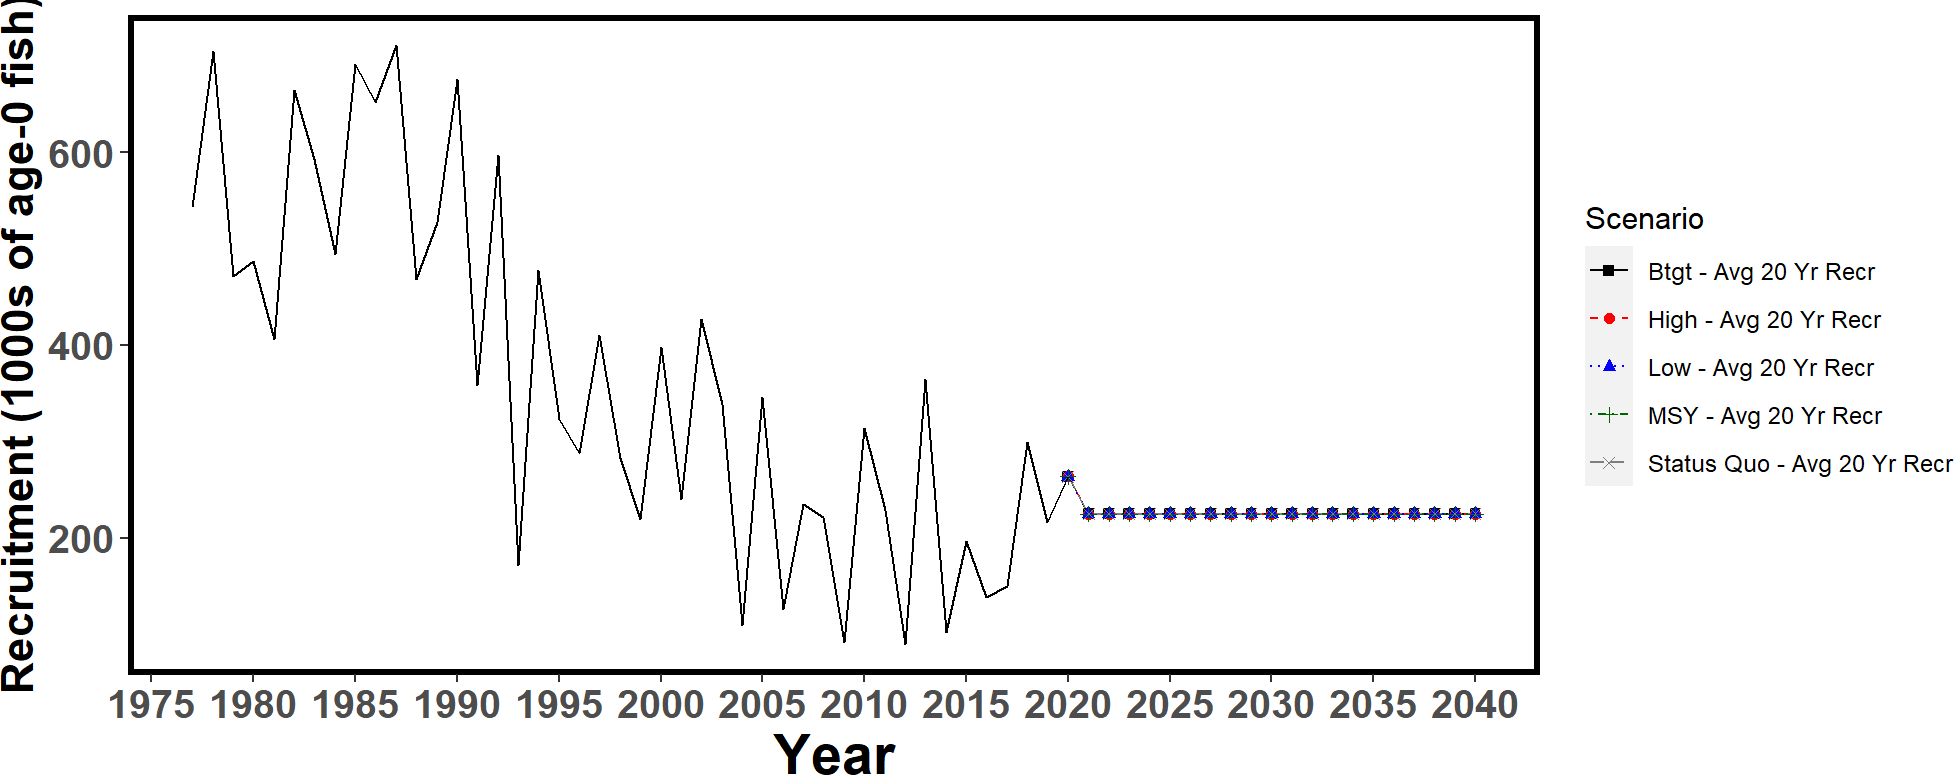 Recruitment (1000s of age-0 fish)
600
400
200
1975 1980 1985 1990 1995 2000 2005 2010 2015 2020 2025 2030 2035 2040
Year
Scenario
Btgt - Avg 20 Yr Recr
High - Avg 20 Yr Recr
Low - Avg 20 Yr Recr
MSY - Avg 20 Yr Recr
Status Quo - Avg 20 Yr Recr